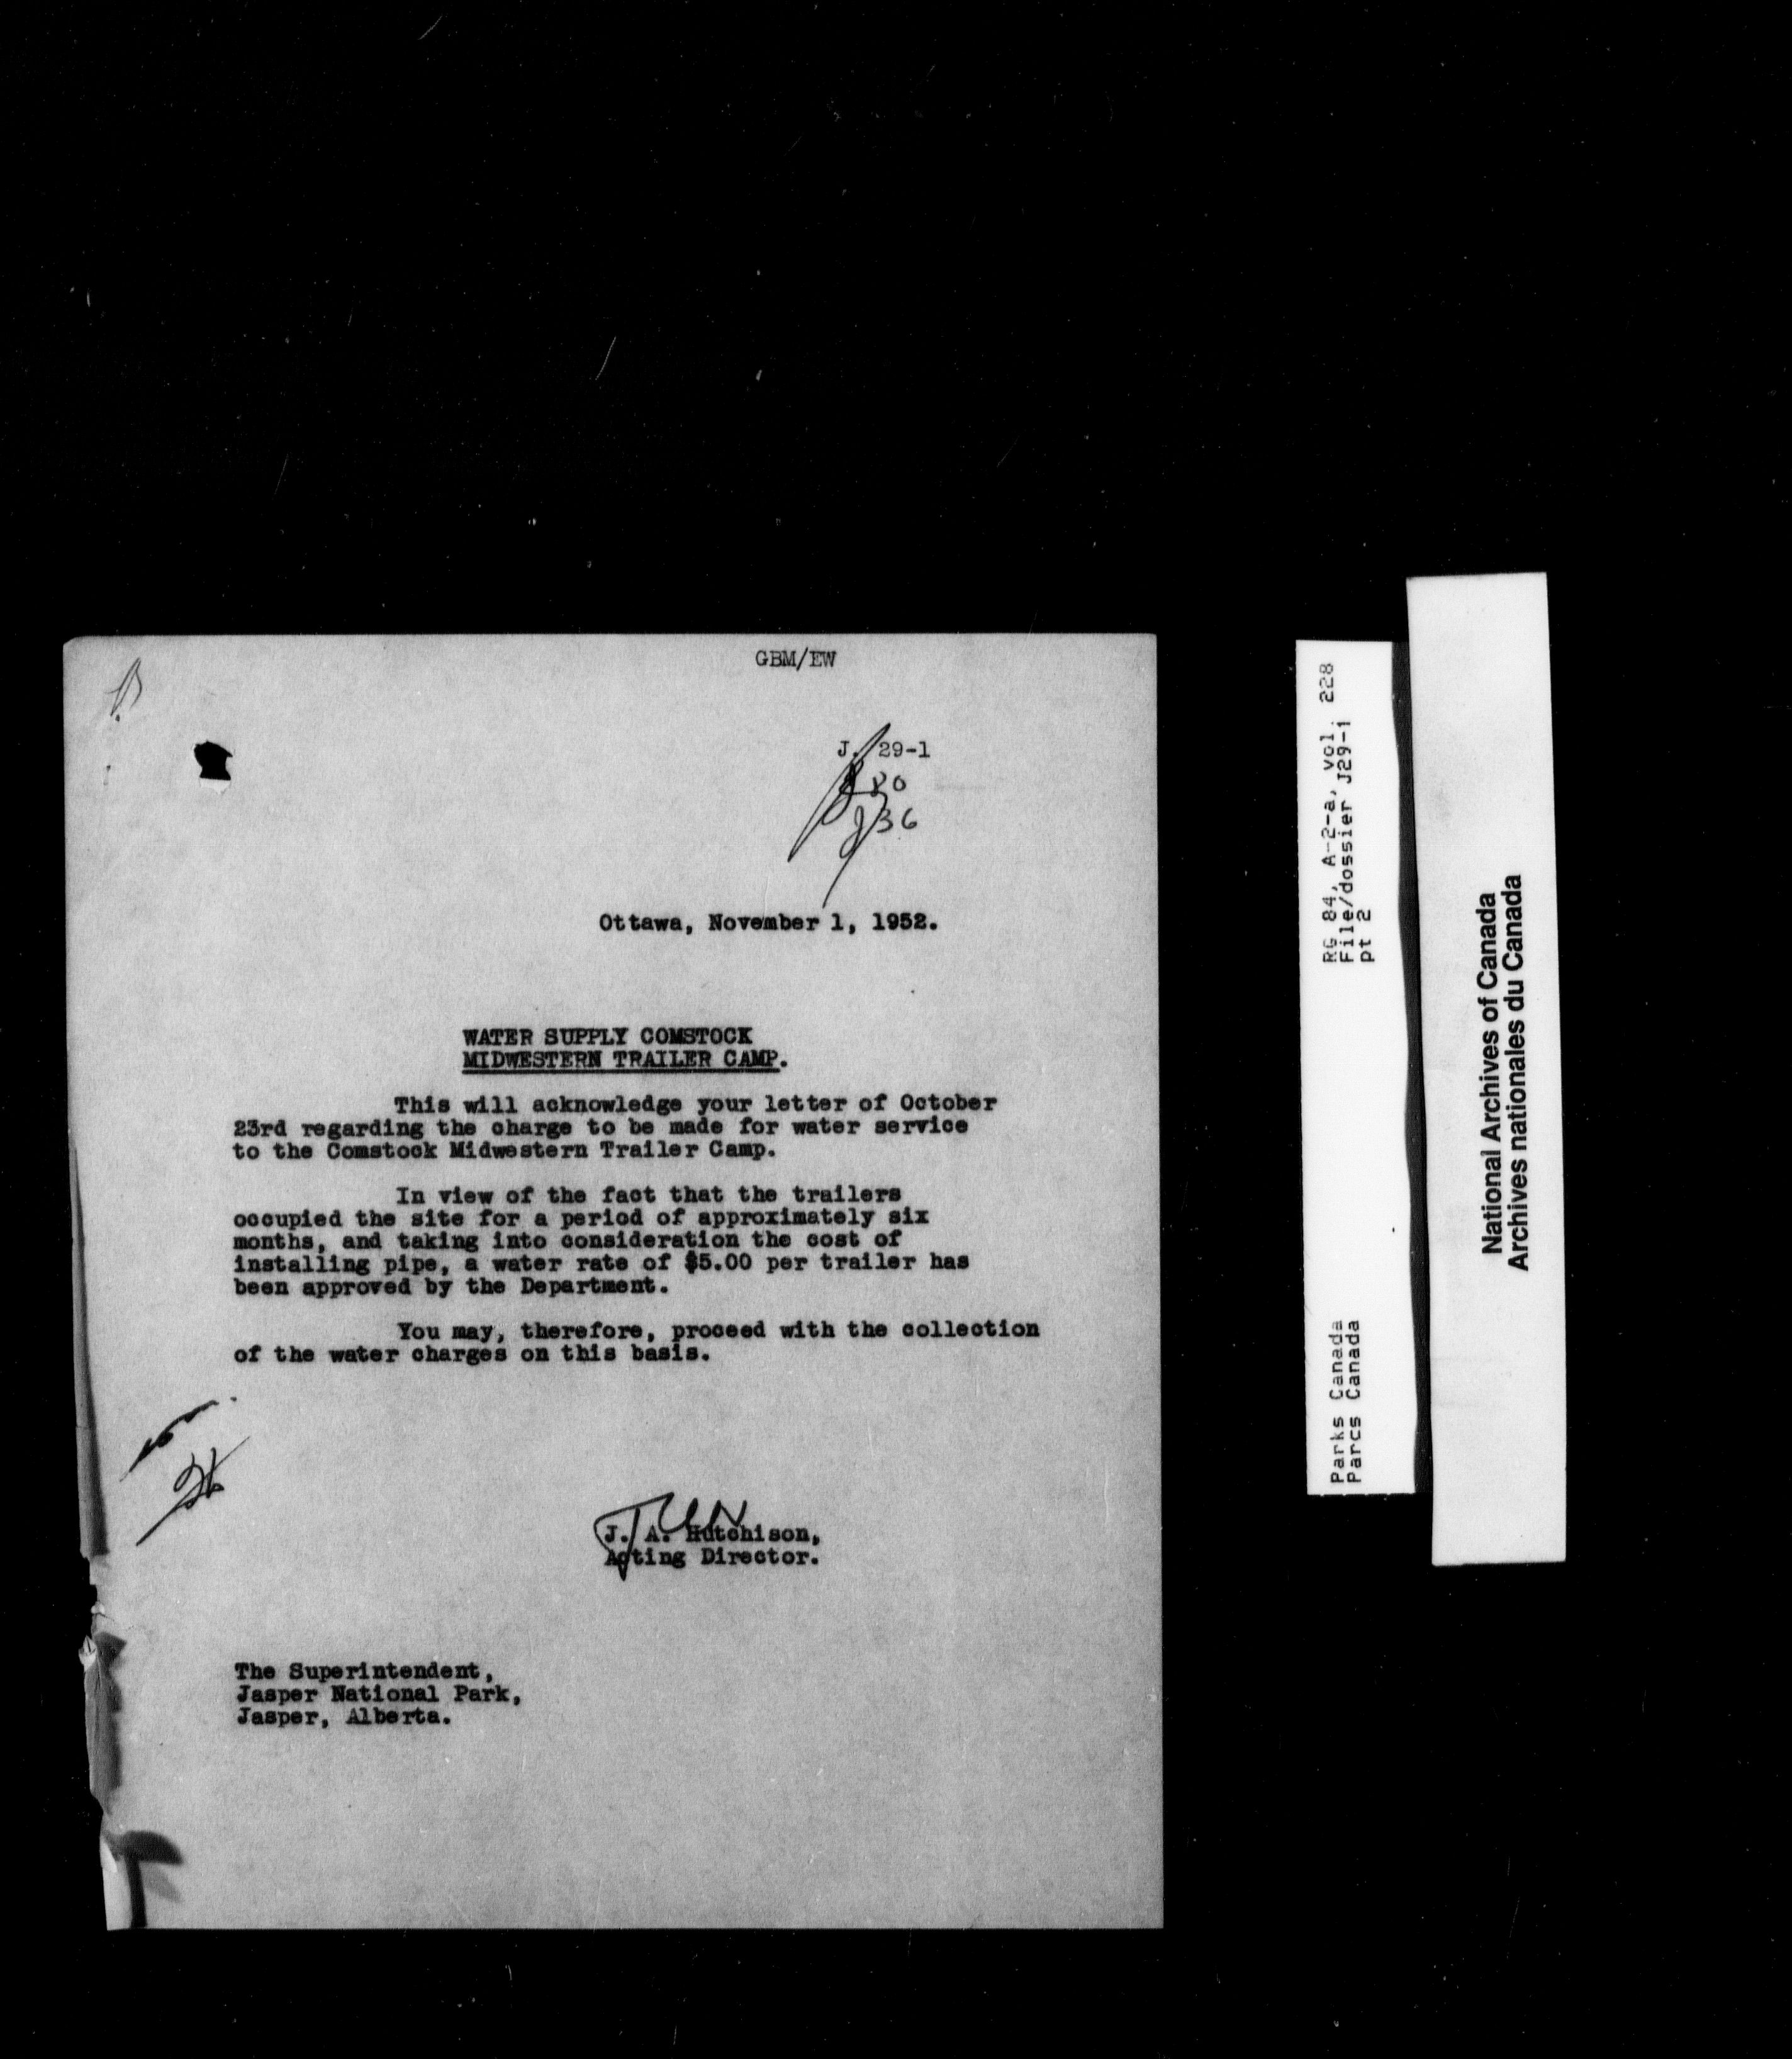 GBM/EW
J. 29-1
80
J36
Ottawa, November 1, 1952.
WATER SUPPLY COMSTOCK
MIDWESTERN TRAILER CAMP.
This will acknowledge your letter of October
23rd regarding the charge to be made for water service
to the Comstock Midwestern Trailer Camp.
In view of the fact that the trailers
occupied the site for a period of approximately six
months, and taking into consideration the cost of
installing pipe, a water rate of $5.00 per trailer has
been approved by the Department.
You may, therefore, proceed with the collection
of the water charges on this basis.
J. A. Hutchison,
Acting Director.
The Superintendent,
Jasper National Park,
Jasper, Alberta.
RG 84, A-2-a, vol. 228
File/dossier J29-1
pt 2
Parks Canada
Parcs Canada
National Archives of Canada
Archives nationales du Canada